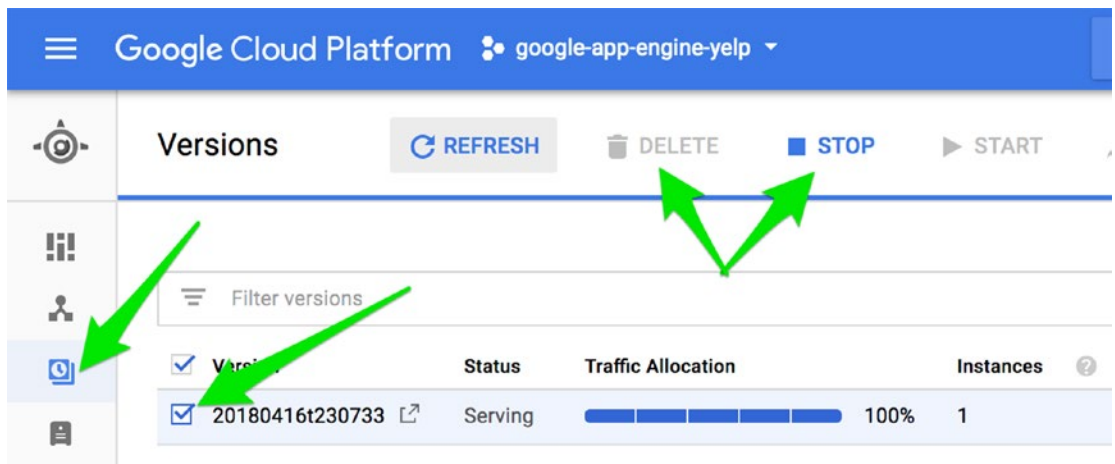 Google Cloud Platform google-app-engine-yelp
Versions REFRESH DELETE STOP START
Filter versions
Version Status Traffic Allocation Instances
20180416t230733 Serving 100% 1